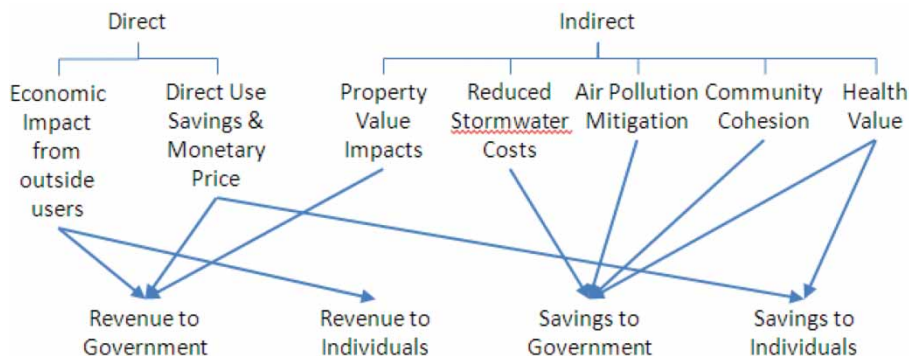 Direct
Indirect
Economic
Impact
from
outside
users
Direct Use
Savings &
Monetary
Price
Property
Value
Impacts
Reduced
Stormwater
Costs
Air Pollution
Mitigation
Community
Cohesion
Health
Value
Revenue to
Government
Revenue to
Individuals
Savings to
Government
Savings to
Individuals